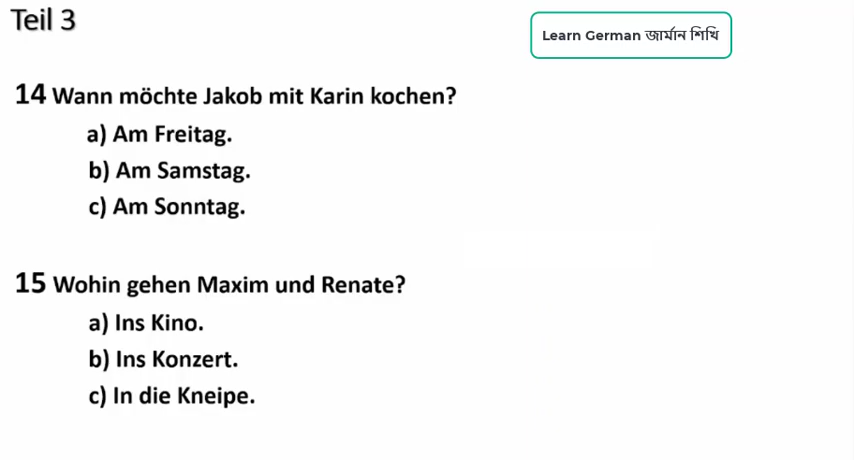 Teil 3
Learn German জার্মান শিখি
14 Wann möchte Jakob mit Karin kochen?
a) Am Freitag.
b) Am Samstag.
c) Am Sonntag.
15 Wohin gehen Maxim und Renate?
a) Ins Kino.
b) Ins Konzert.
c) In die Kneipe.